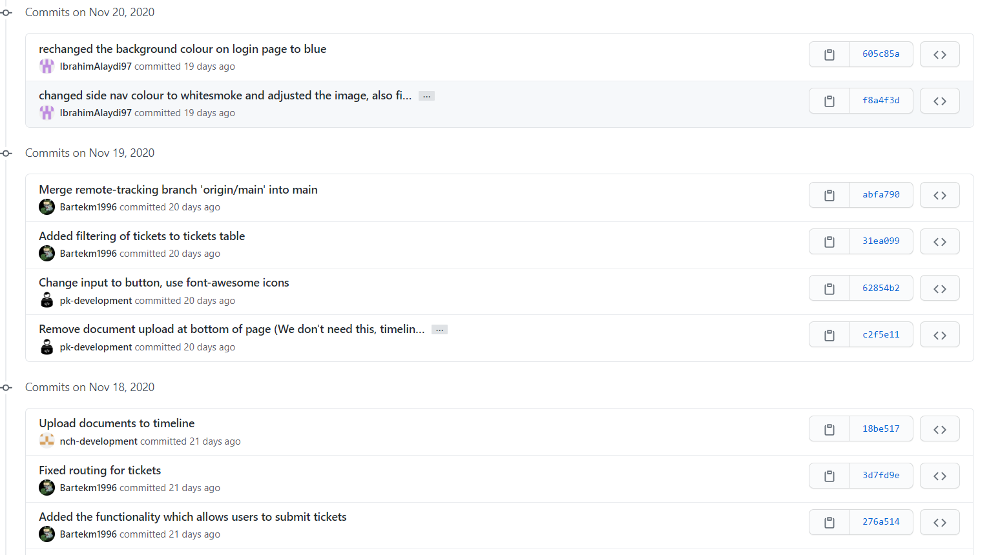 Commits on Nov 20, 2020
rechanged the background colour on login page to blue
IbrahimAlaydi97 committed 19 days ago
605c85a
changed side nav colour to whitesmoke and adjusted the image, also fi... ...
IbrahimAlaydi97 committed 19 days ago
f8a4f3d
Commits on Nov 19, 2020
Merge remote-tracking branch 'origin/main' into main
Bartekm1996 committed 20 days ago
abfa790
Added filtering of tickets to tickets table
Bartekm1996 committed 20 days ago
31ea099
Change input to button, use font-awesome icons
pk-development committed 20 days ago
62854b2
Remove document upload at bottom of page (We don't need this, timelin... ...
pk-development committed 20 days ago
c2f5e11
Commits on Nov 18, 2020
Upload documents to timeline
nch-development committed 21 days ago
18be517
Fixed routing for tickets
Bartekm1996 committed 21 days ago
3d7fd9e
Added the functionality which allows users to submit tickets
Bartekm1996 committed 21 days ago
276a514